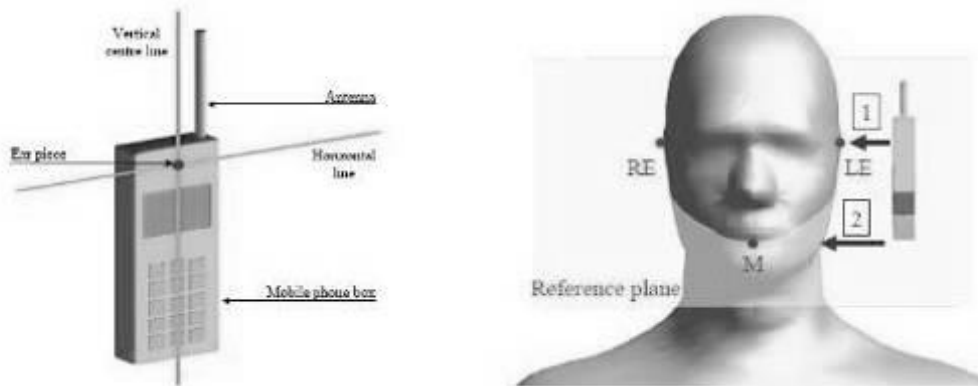 Vertical
centre line
Antenna
Ear piece
Horizontal
line
Mobile phone box
1
RE
LE
2
M
Reference plane